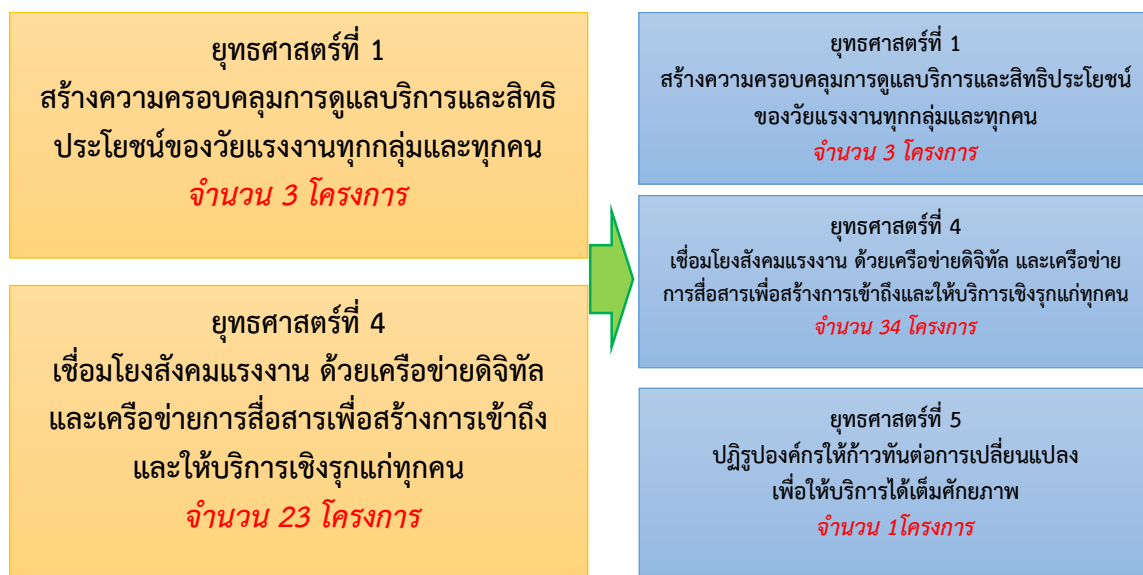 ยุทธศาสตร์ที่ 1
สร้างความครอบคลุมการดูแลบริการและสิทธิ
ประโยชน์ของวัยแรงงานทุกกลุ่มและทุกคน
จำนวน 3 โครงการ
ยุทธศาสตร์ที่ 4
เชื่อมโยงสังคมแรงงาน ด้วยเครือข่ายดิจิทัล
และเครือข่ายการสื่อสารเพื่อสร้างการเข้าถึง
และให้บริการเชิงรุกแก่ทุกคน
จำนวน 23 โครงการ
ยุทธศาสตร์ที่ 1
สร้างความครอบคลุมการดูแลบริการและสิทธิประโยชน์
ของวัยแรงงานทุกกลุ่มและทุกคน
จำนวน 3 โครงการ
ยุทธศาสตร์ที่ 4
เชื่อมโยงสังคมแรงงาน ด้วยเครือข่ายดิจิทัล และเครือข่าย
การสื่อสารเพื่อสร้างการเข้าถึงและให้บริการเชิงรุกแก่ทุกคน
จำนวน 34 โครงการ
ยุทธศาสตร์ที่ 5
ปฏิรูปองค์กรให้ก้าวทันต่อการเปลี่ยนแปลง
เพื่อให้บริการได้เต็มศักยภาพ
จำนวน 1โครงการ